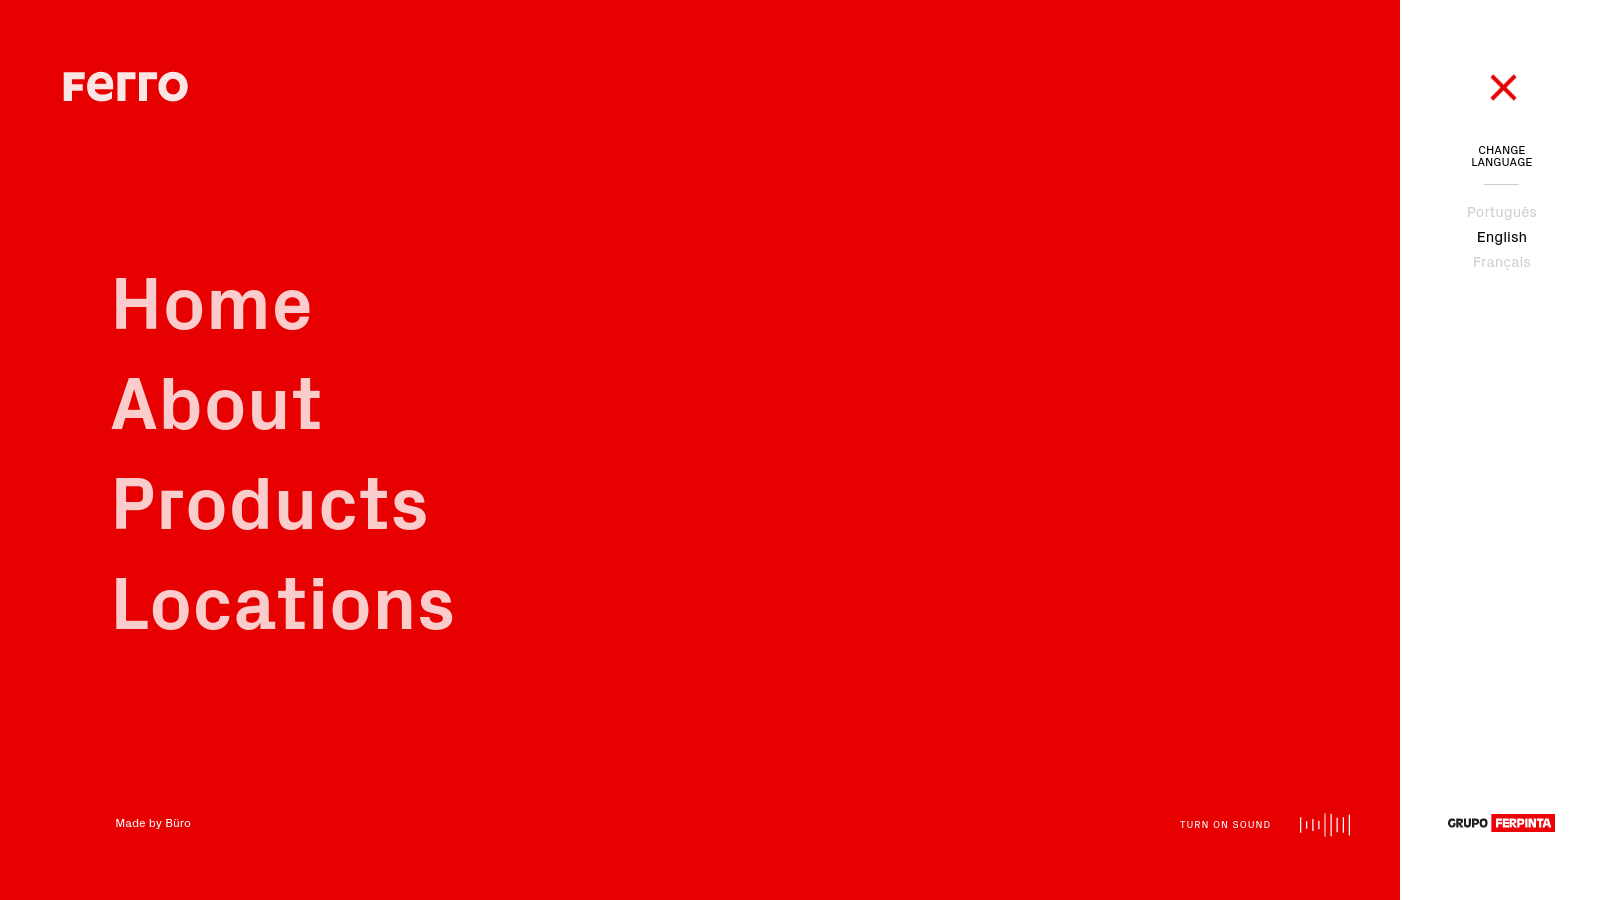 Ferro
CHANGE
LANGUAGE
Português
English
Français
Home
About
Products
Locations
Made by Büro
TURN ON SOUND
GRUPO FERPINTA